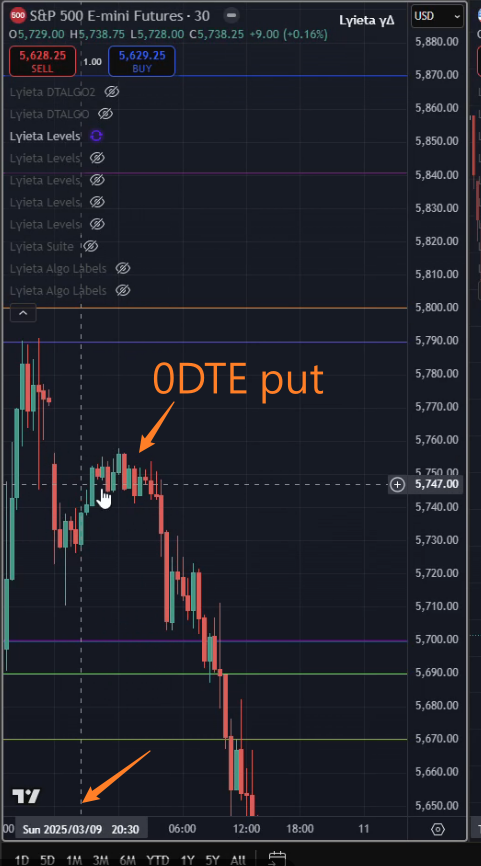 500 S&P 500 E-mini Futures · 30
Lyieta γΔ
USD
O5,729.00 H5,738.75 L5,728.00 C5,738.25 +9.00 (+0.16%)
5,628.25
SELL
1.00
5,629.25
BUY
Lyieta DTALGO2
Lyieta DTALGO
Lyieta Levels
Lyieta Levels
Lyieta Levels
Lyieta Levels
Lyieta Levels
Lyieta Suite
Lyieta Algo Labels
Lyieta Algo Labels
0DTE put
5,880.00
5,870.00
5,860.00
5,850.00
5,840.00
5,830.00
5,820.00
5,810.00
5,800.00
5,790.00
5,780.00
5,770.00
5,760.00
5,750.00
5,747.00
5,740.00
5,730.00
5,720.00
5,710.00
5,700.00
5,690.00
5,680.00
5,670.00
5,660.00
5,650.00
:00 Sun 2025/03/09 20:30 06:00 12:00 18:00 11
1D 5D 1M 3M 6M YTD 1Y 5Y All